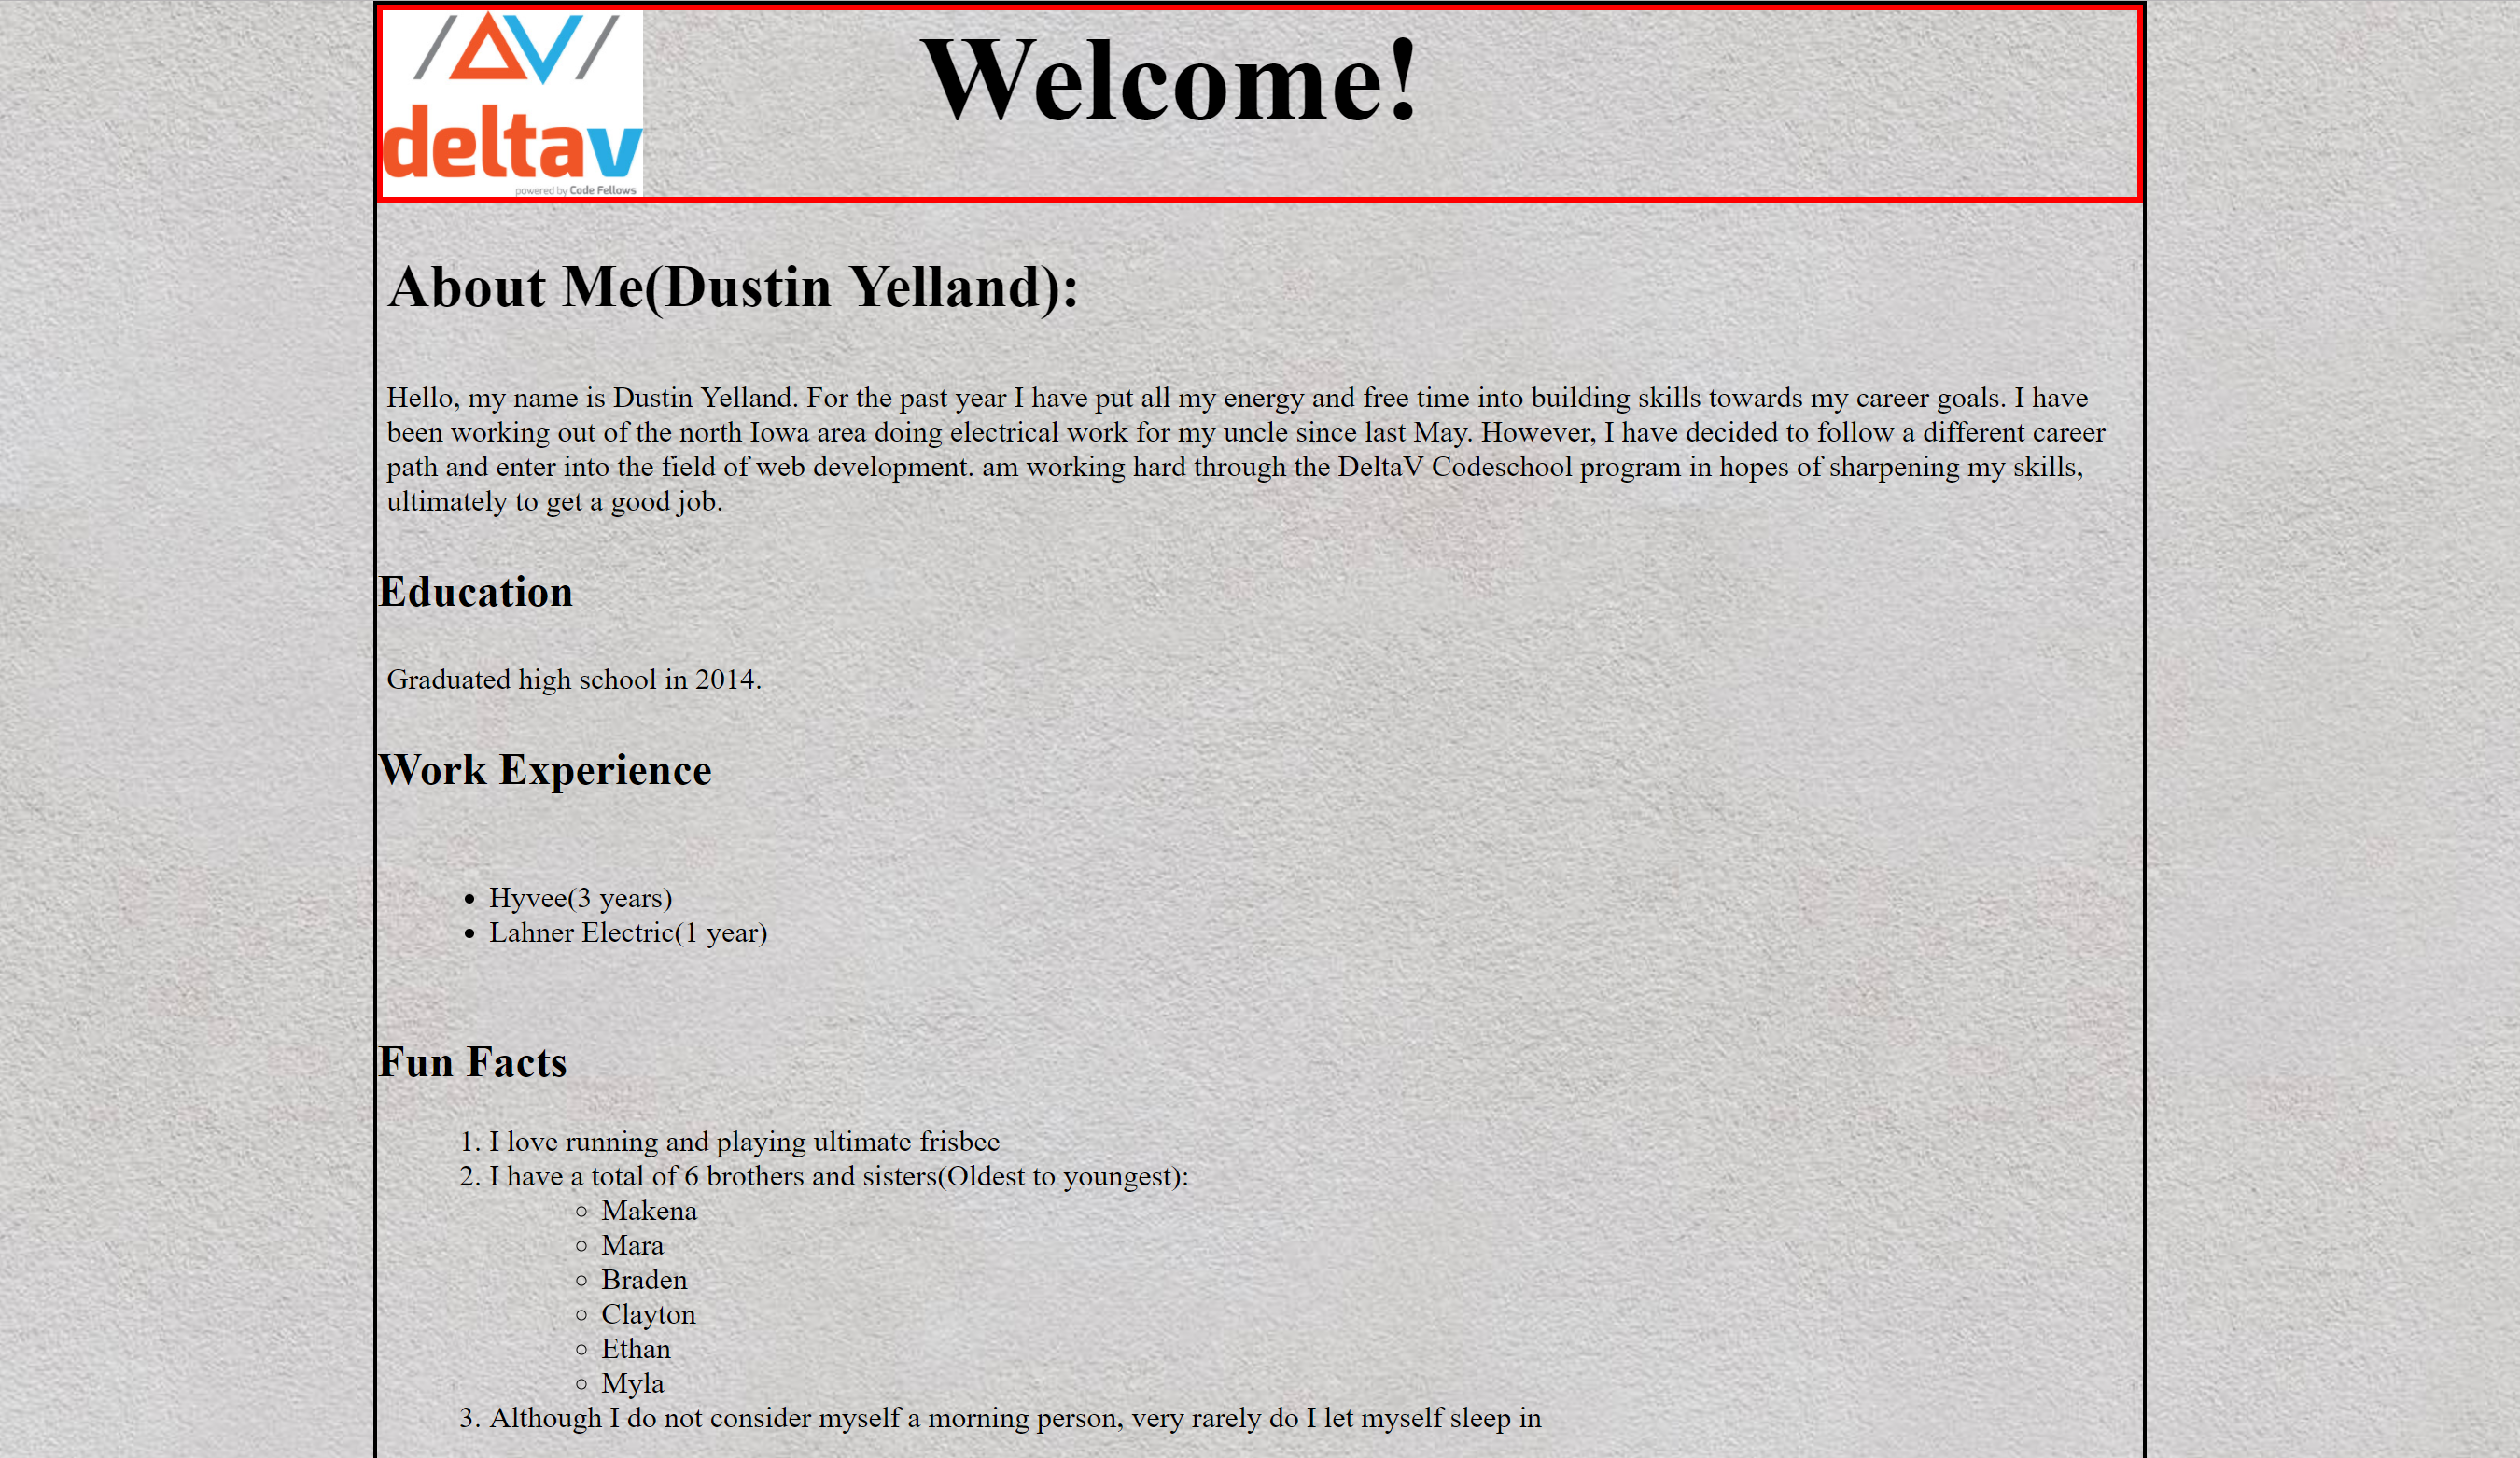 /ΔV/
deltav
powered by Code Fellows
Welcome!
About Me(Dustin Yelland):
Hello, my name is Dustin Yelland. For the past year I have put all my energy and free time into building skills towards my career goals. I have
been working out of the north Iowa area doing electrical work for my uncle since last May. However, I have decided to follow a different career
path and enter into the field of web development. am working hard through the DeltaV Codeschool program in hopes of sharpening my skills,
ultimately to get a good job.
Education
Graduated high school in 2014.
Work Experience
• Hyvee(3 years)
• Lahner Electric(1 year)
Fun Facts
1. I love running and playing ultimate frisbee
2. I have a total of 6 brothers and sisters(Oldest to youngest):
◦ Makena
◦ Mara
◦ Braden
◦ Clayton
◦ Ethan
◦ Myla
3. Although I do not consider myself a morning person, very rarely do I let myself sleep in